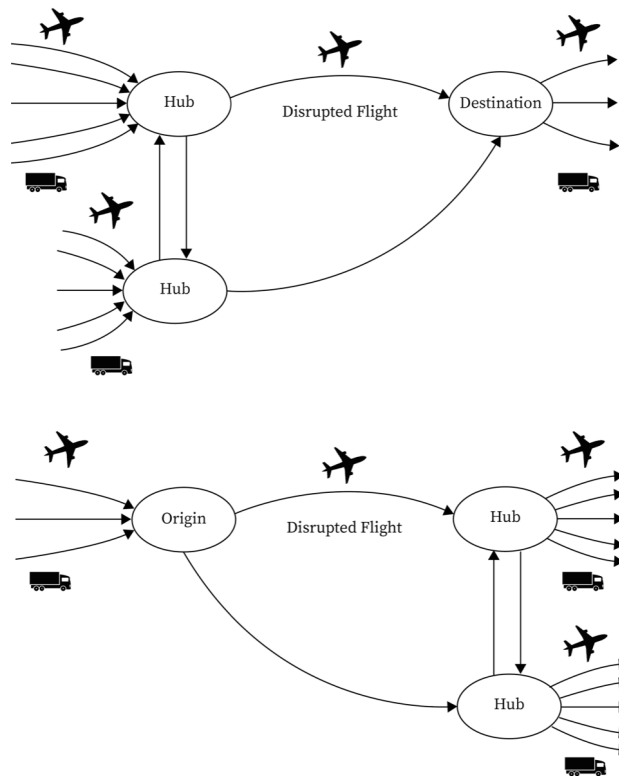 Hub
Disrupted Flight
Destination
Hub
Origin
Disrupted Flight
Hub
Hub